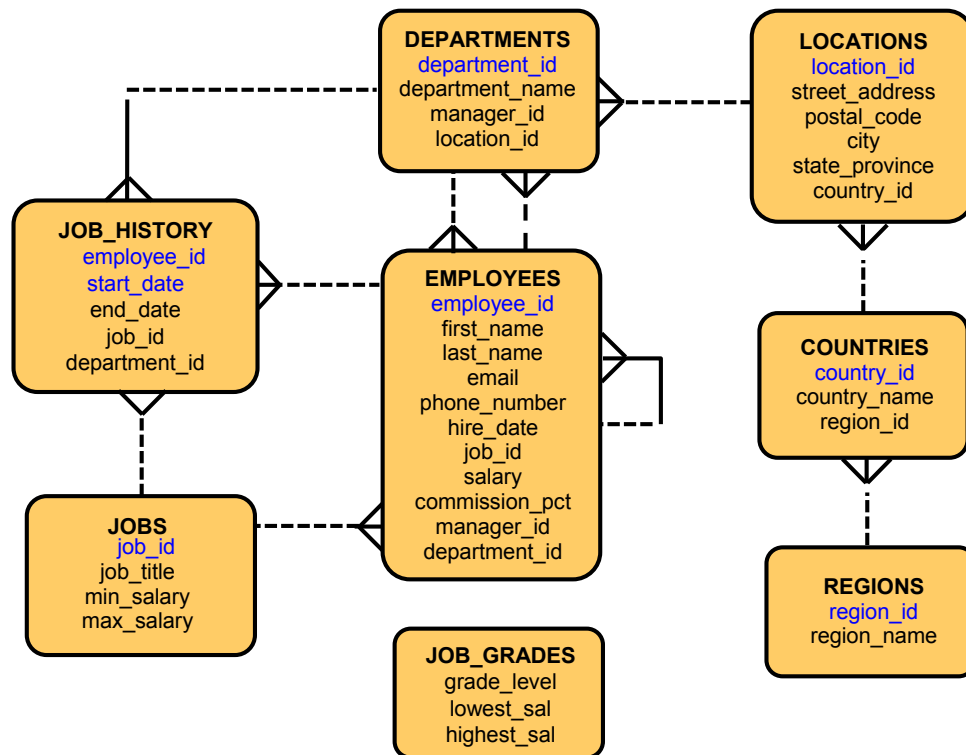 DEPARTMENTS
department_id
department_name
manager_id
location_id
LOCATIONS
location_id
street_address
postal_code
city
state_province
country_id
JOB_HISTORY
employee_id
start_date
end_date
job_id
department_id
EMPLOYEES
employee_id
first_name
last_name
email
phone_number
hire_date
job_id
salary
commission_pct
manager_id
department_id
COUNTRIES
country_id
country_name
region_id
JOBS
job_id
job_title
min_salary
max_salary
REGIONS
region_id
region_name
JOB_GRADES
grade_level
lowest_sal
highest_sal